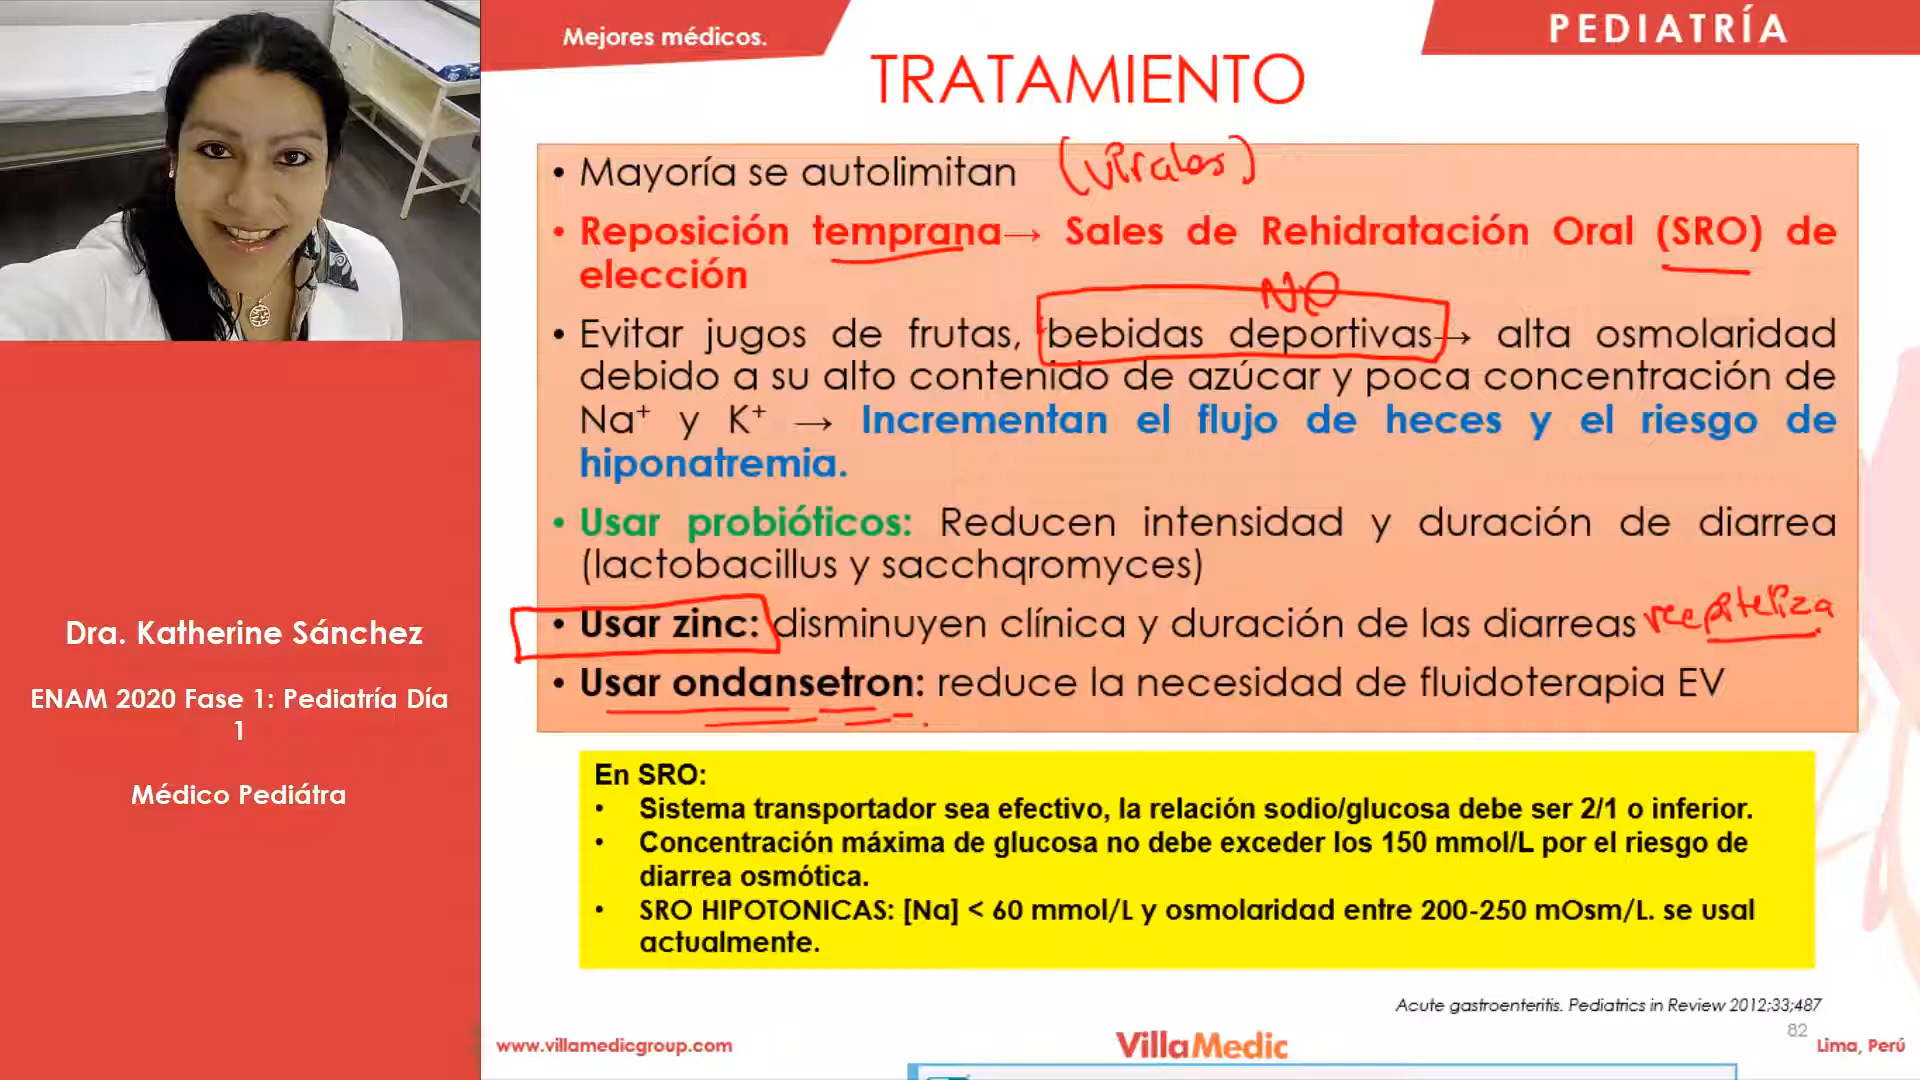 Mejores médicos.
PEDIATRÍA
TRATAMIENTO
• Mayoría se autolimitan (virales)
• Reposición temprana→ Sales de Rehidratación Oral (SRO) de
elección
NO
• Evitar jugos de frutas, bebidas deportivas→ alta osmolaridad
debido a su alto contenido de azúcar y poca concentración de
Na+ y K+ → Incrementan el flujo de heces y el riesgo de
hiponatremia.
• Usar probióticos: Reducen intensidad y duración de diarrea
(lactobacillus y sacchqromyces)
• Usar zinc: disminuyen clínica y duración de las diarreas reepiteliza
• Usar ondansetron: reduce la necesidad de fluidoterapia EV
En SRO:
• Sistema transportador sea efectivo, la relación sodio/glucosa debe ser 2/1 o inferior.
• Concentración máxima de glucosa no debe exceder los 150 mmol/L por el riesgo de
diarrea osmótica.
• SRO HIPOTONICAS: [Na] < 60 mmol/L y osmolaridad entre 200-250 mOsm/L. se usal
actualmente.
Acute gastroenteritis. Pediatrics in Review 2012;33;487
82
www.villamedicgroup.com
VillaMedic
Lima, Perú
Dra. Katherine Sánchez
ENAM 2020 Fase 1: Pediatría Día
1
Médico Pediátra